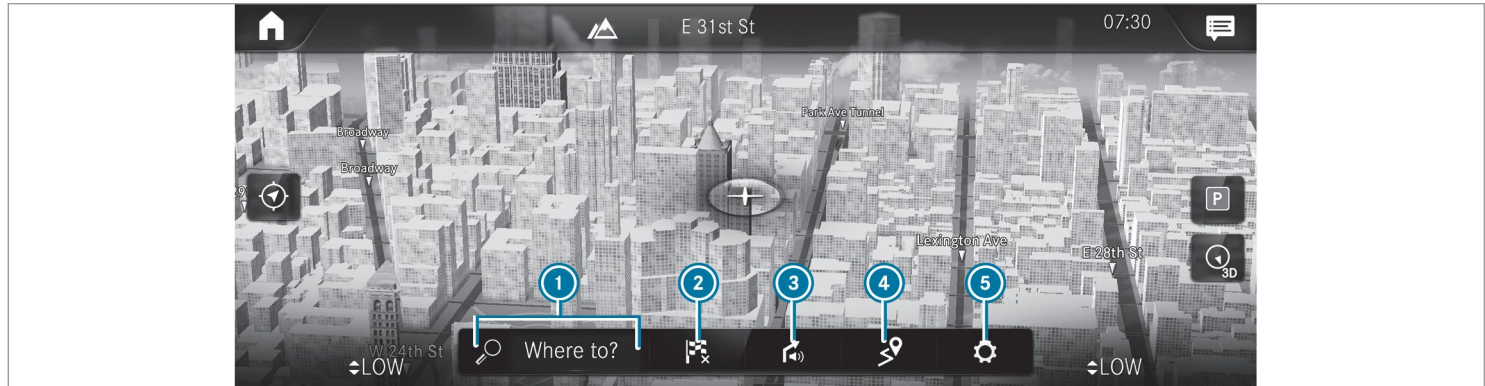 E 31st St
07:30
Park Ave Tunnel
Broadway
Broadway
29
P
Lexington Ave
E 28th St
3D
1
2
3
4
5
W 24th St
Where to?
LOW
LOW